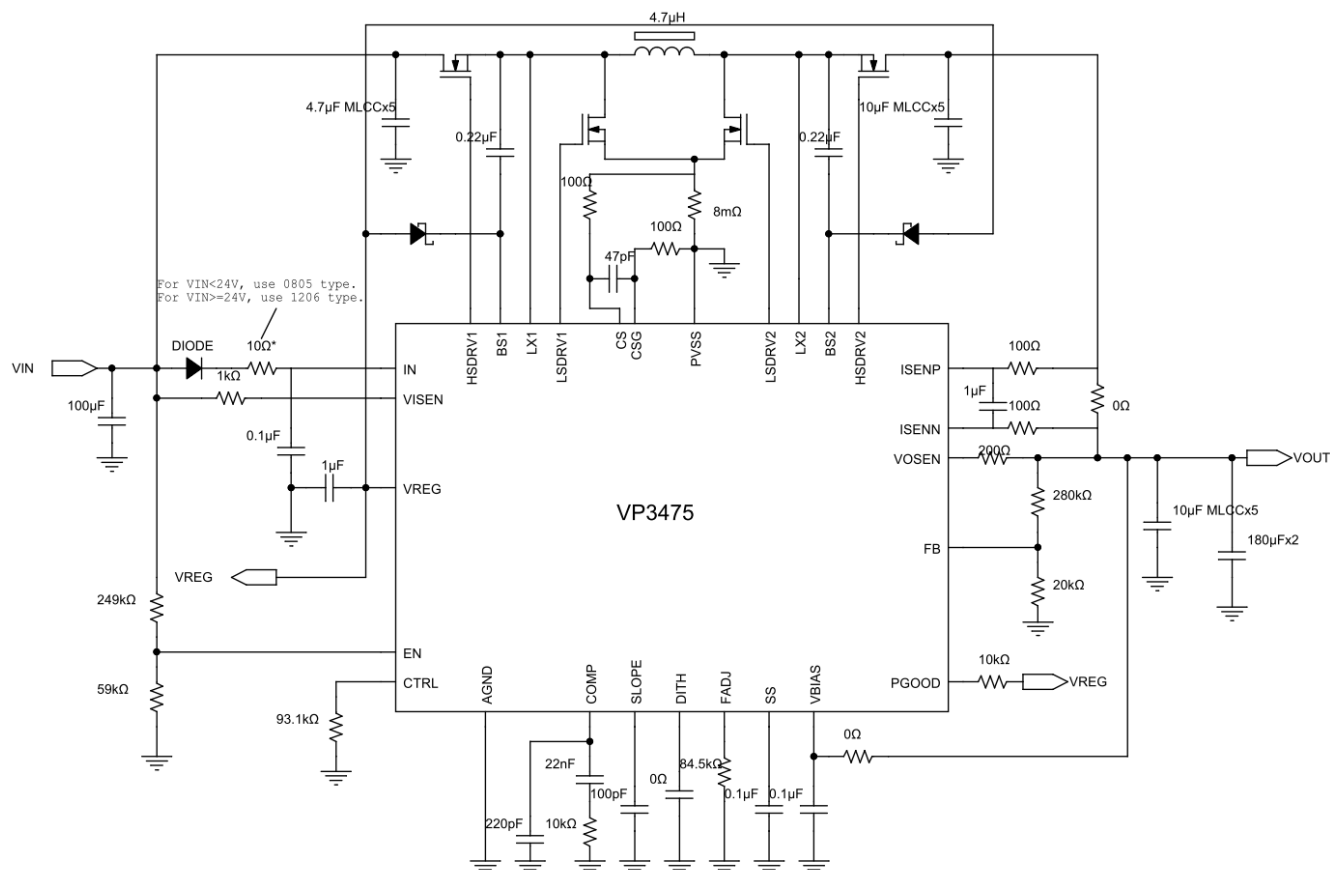 4.7µH
4.7µF MLCCx5
10µF MLCCx5
0.22µF
0.22µF
100Ω
8mΩ
100Ω
47pF
For VIN<24V, use 0805 type.
For VIN>=24V, use 1206 type.
HSDRV1
BS1
LX1
LSDRV1
CS
CSG
PVSS
LSDRV2
LX2
BS2
HSDRV2
DIODE
10Ω*
VIN
IN
1kΩ
VISEN
100µF
0.1µF
1µF
VREG
VREG
249kΩ
EN
59kΩ
CTRL
93.1kΩ
VP3475
ISENP
100Ω
1µF
0Ω
100Ω
ISENN
VOSEN
200Ω
VOUT
280kΩ
10µF MLCCx5
180µFx2
FB
20kΩ
PGOOD
10kΩ
VREG
AGND
COMP
SLOPE
DITH
FADJ
SS
VBIAS
0Ω
22nF
0Ω
84.5kΩ
100pF
0.1µF
0.1µF
220pF
10kΩ